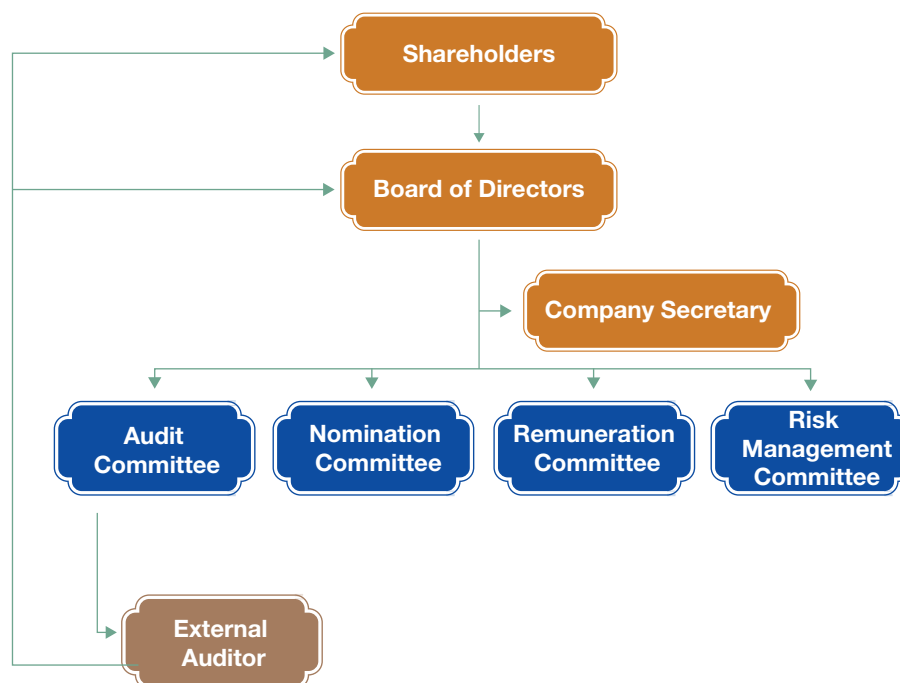 Shareholders
Board of Directors
Company Secretary
Audit
Committee
Nomination
Committee
Remuneration
Committee
Risk
Management
Committee
External
Auditor